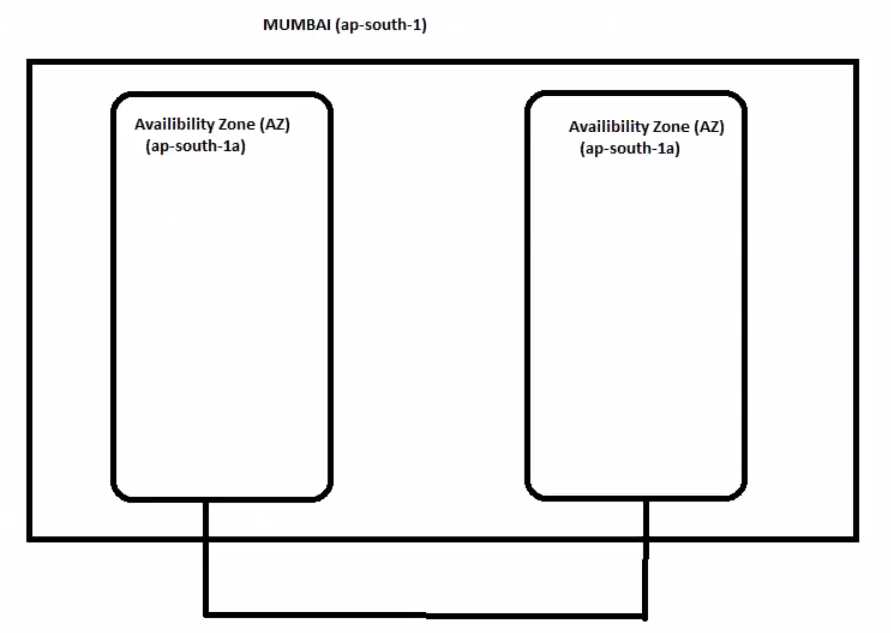 MUMBAI (ap-south-1)
Availibility Zone (AZ)
(ap-south-1a)
Availibility Zone (AZ)
(ap-south-1a)